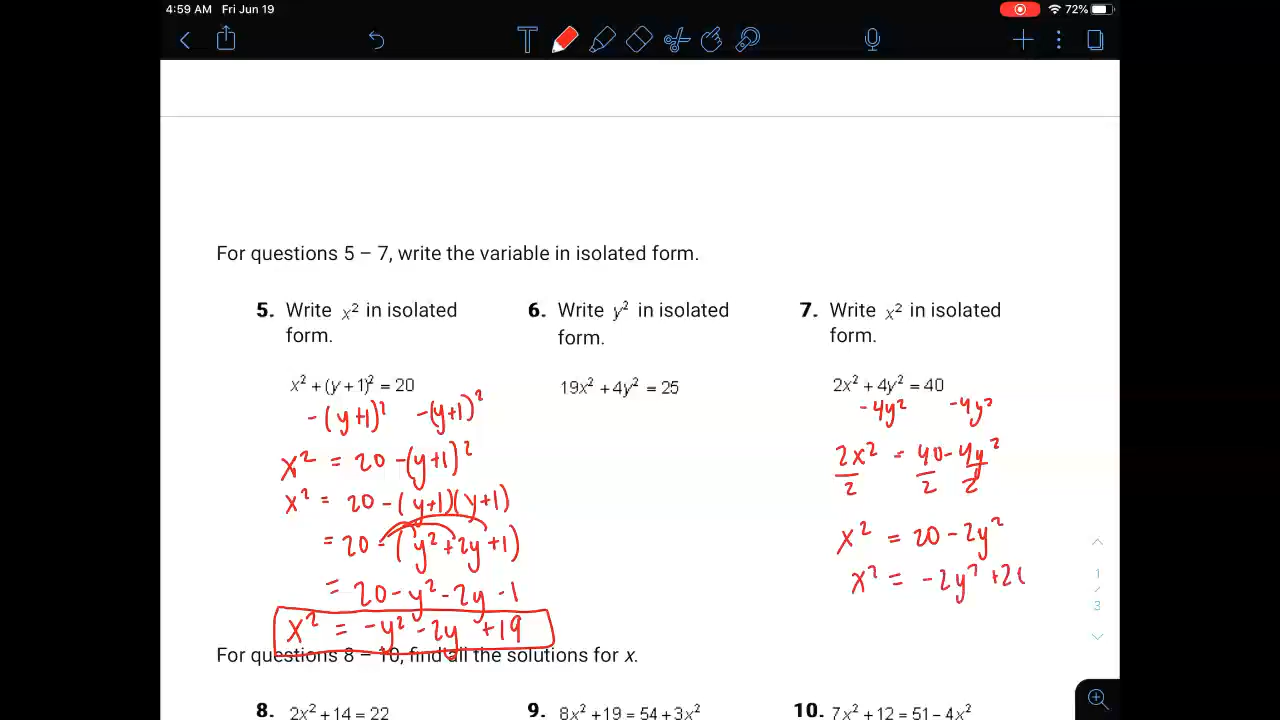 4:59 AM Fri Jun 19 72%
For questions 5 – 7, write the variable in isolated form.
5. Write x² in isolated form.
x² + (y + 1)² = 20
-(y+1)² -(y+1)²
x² = 20 -(y+1)²
x² = 20 -(y+1)(y+1)
= 20 - (y² + 2y + 1)
= 20 - y² - 2y - 1
x² = -y² - 2y + 19
6. Write y² in isolated form.
19x² + 4y² = 25
7. Write x² in isolated form.
2x² + 4y² = 40
-4y² -4y²
2x² = 40 - 4y²
2 2 2
x² = 20 - 2y²
x² = -2y² +2
1
3
For questions 8 – 10, find all the solutions for x.
8. 2x² + 14 = 22
9. 8x² + 19 = 54 + 3x²
10. 7x² + 12 = 51 – 4x²